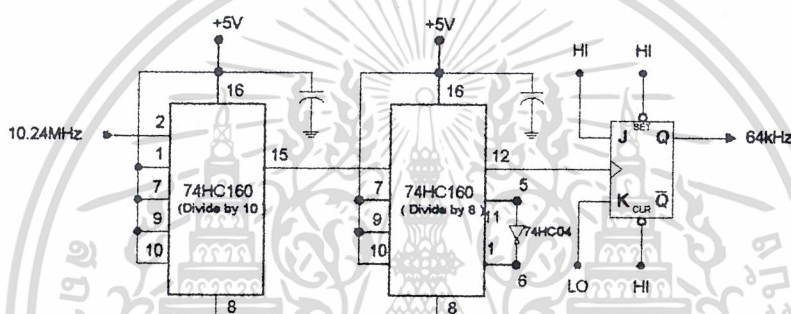 +5V
+5V
HI
HI
16
16
10.24MHz
2
1
7
9
10
15
74HC160
(Divide by 10)
8
7
9
10
74HC160
( Divide by 8 )
12
5
11
74HC04
1
6
8
J
SET
Q
K
CLR
Q
64kHz
LO
HI